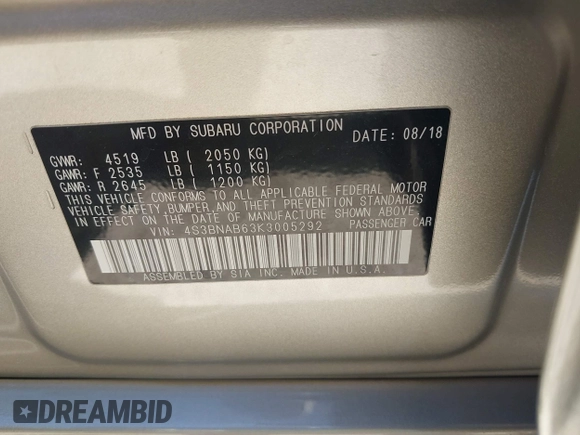 MFD BY SUBARU CORPORATION DATE: 08/18
GVWR: 4519 LB ( 2050 KG)
GAWR: F 2535 LB ( 1150 KG)
GAWR: R 2645 LB ( 1200 KG)
THIS VEHICLE CONFORMS TO ALL APPLICABLE FEDERAL MOTOR
VEHICLE SAFETY, BUMPER, AND THEFT PREVENTION STANDARDS
IN EFFECT ON THE DATE OF MANUFACTURE SHOWN ABOVE.
VIN: 4S3BNAB63K3005292 PASSENGER CAR
ASSEMBLED BY SIA INC. MADE IN U.S.A.
DREAMBID